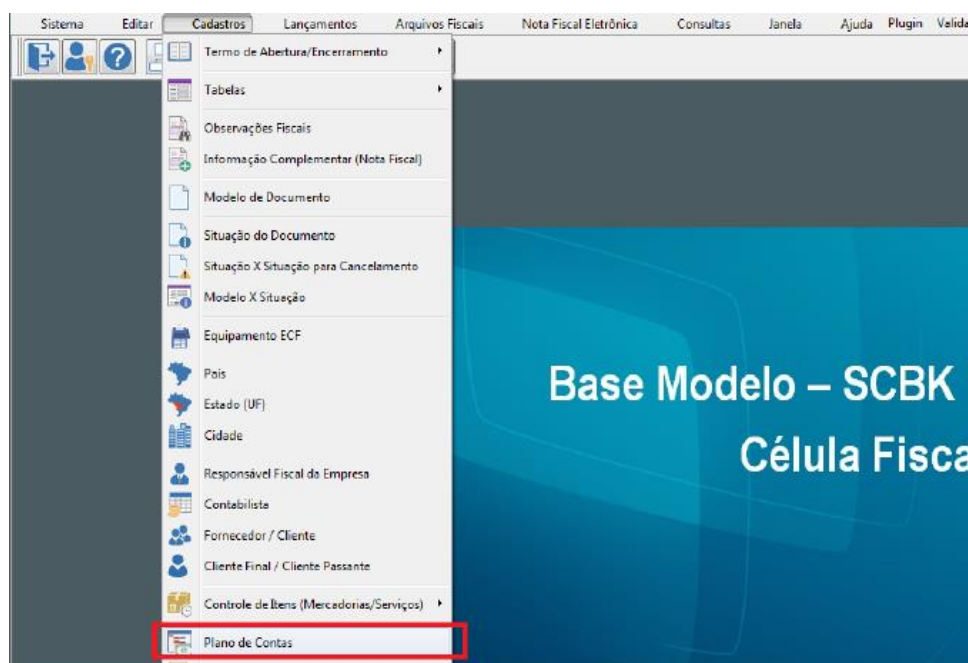 Sistema Editar Cadastros Lançamentos Arquivos Fiscais Nota Fiscal Eletrônica Consultas Janela Ajuda Plugin Valida
Termo de Abertura/Encerramento
Tabelas
Observações Fiscais
Informação Complementar (Nota Fiscal)
Modelo de Documento
Situação do Documento
Situação X Situação para Cancelamento
Modelo X Situação
Equipamento ECF
País
Estado (UF)
Cidade
Responsável Fiscal da Empresa
Contabilista
Fornecedor / Cliente
Cliente Final / Cliente Passante
Controle de Itens (Mercadorias/Serviços)
Plano de Contas
Base Modelo – SCBK
Célula Fisca